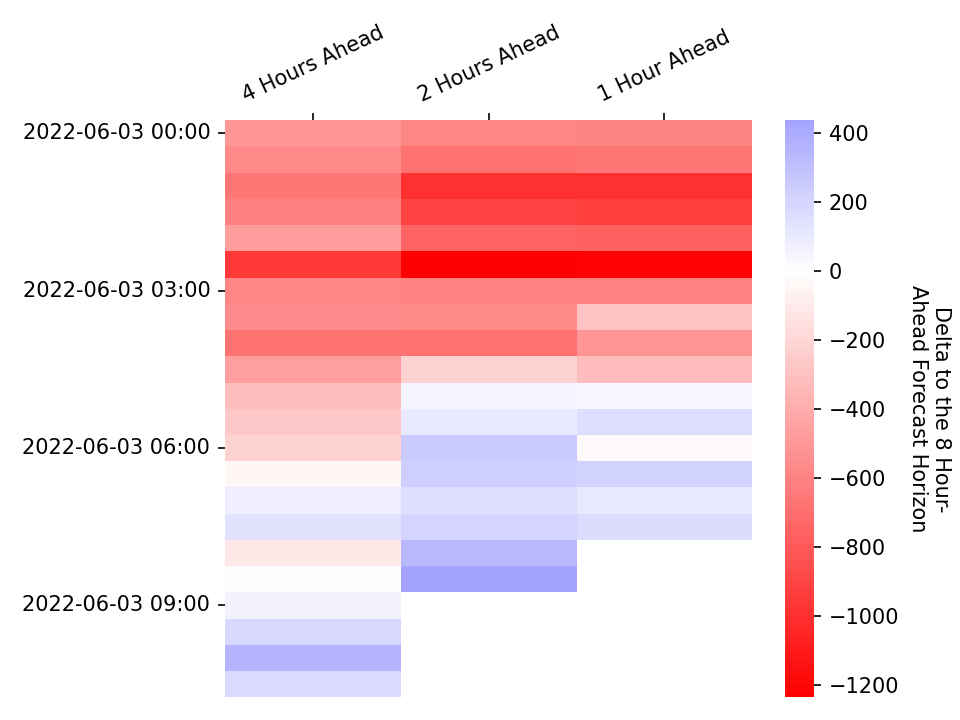 4 Hours Ahead
2 Hours Ahead
1 Hour Ahead
2022-06-03 00:00
2022-06-03 03:00
2022-06-03 06:00
2022-06-03 09:00
400
200
0
−200
−400
−600
−800
−1000
−1200
Delta to the 8 Hour-
Ahead Forecast Horizon